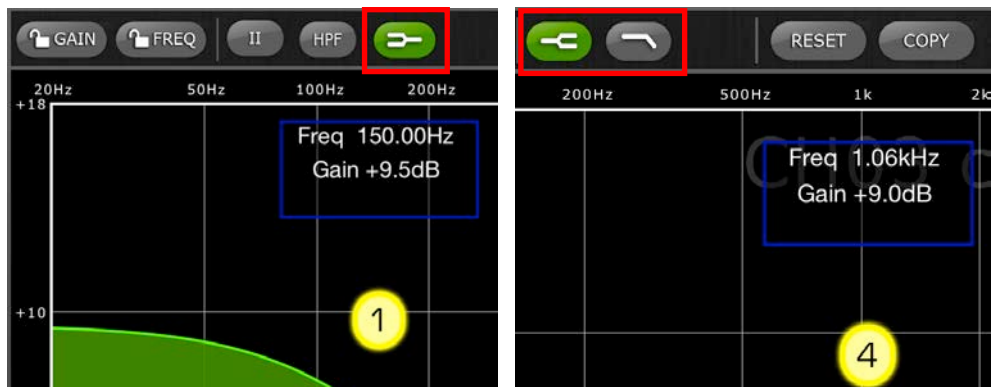 GAIN FREQ II HPF
20Hz 50Hz 100Hz 200Hz
+18
Freq 150.00Hz
Gain +9.5dB
+10
1
RESET COPY
200Hz 500Hz 1k 2k
CH03 c
Freq 1.06kHz
Gain +9.0dB
4